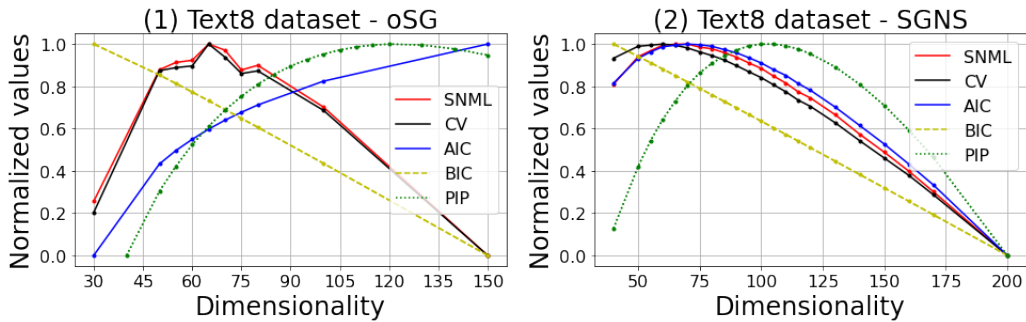 (1) Text8 dataset - oSG
Normalized values
1.0
0.8
0.6
0.4
0.2
0.0
SNML
CV
AIC
BIC
PIP
30 45 60 75 90 105 120 135 150
Dimensionality
(2) Text8 dataset - SGNS
Normalized values
1.0
0.8
0.6
0.4
0.2
0.0
SNML
CV
AIC
BIC
PIP
50 75 100 125 150 175 200
Dimensionality